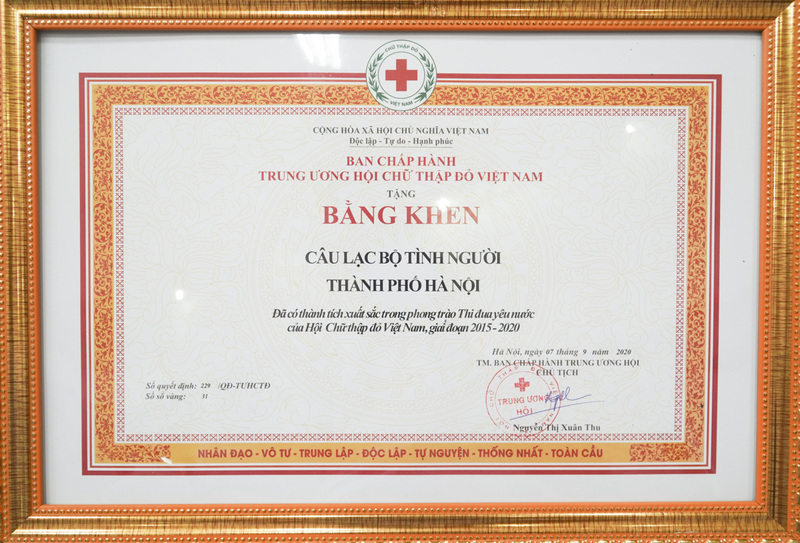 CHỮ THẬP ĐỎ
VIỆT NAM
CỘNG HÒA XÃ HỘI CHỦ NGHĨA VIỆT NAM
Độc lập - Tự do - Hạnh phúc
BAN CHẤP HÀNH
TRUNG ƯƠNG HỘI CHỮ THẬP ĐỎ VIỆT NAM
TẶNG
BẰNG KHEN
CÂU LẠC BỘ TÌNH NGƯỜI
THÀNH PHỐ HÀ NỘI
Đã có thành tích xuất sắc trong phong trào Thi đua yêu nước
của Hội Chữ thập đỏ Việt Nam, giai đoạn 2015 - 2020
Hà Nội, ngày 07 tháng 9 năm 2020
TM. BAN CHẤP HÀNH TRUNG ƯƠNG HỘI
CHỦ TỊCH
Số quyết định: 229 /QĐ-TUHCTĐ
Số sổ vàng: 31
TRUNG ƯƠNG
HỘI
Nguyễn Thị Xuân Thu
NHÂN ĐẠO - VÔ TƯ - TRUNG LẬP - ĐỘC LẬP - TỰ NGUYỆN - THỐNG NHẤT - TOÀN CẦU